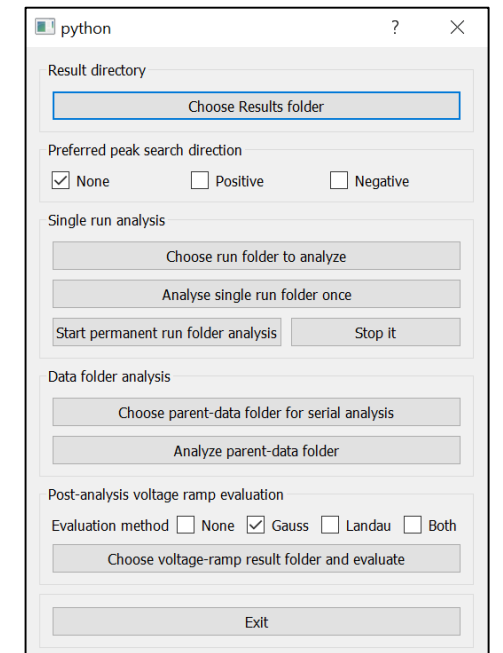 python ?
Result directory
Choose Results folder
Preferred peak search direction
None Positive Negative
Single run analysis
Choose run folder to analyze
Analyse single run folder once
Start permanent run folder analysis Stop it
Data folder analysis
Choose parent-data folder for serial analysis
Analyze parent-data folder
Post-analysis voltage ramp evaluation
Evaluation method None Gauss Landau Both
Choose voltage-ramp result folder and evaluate
Exit